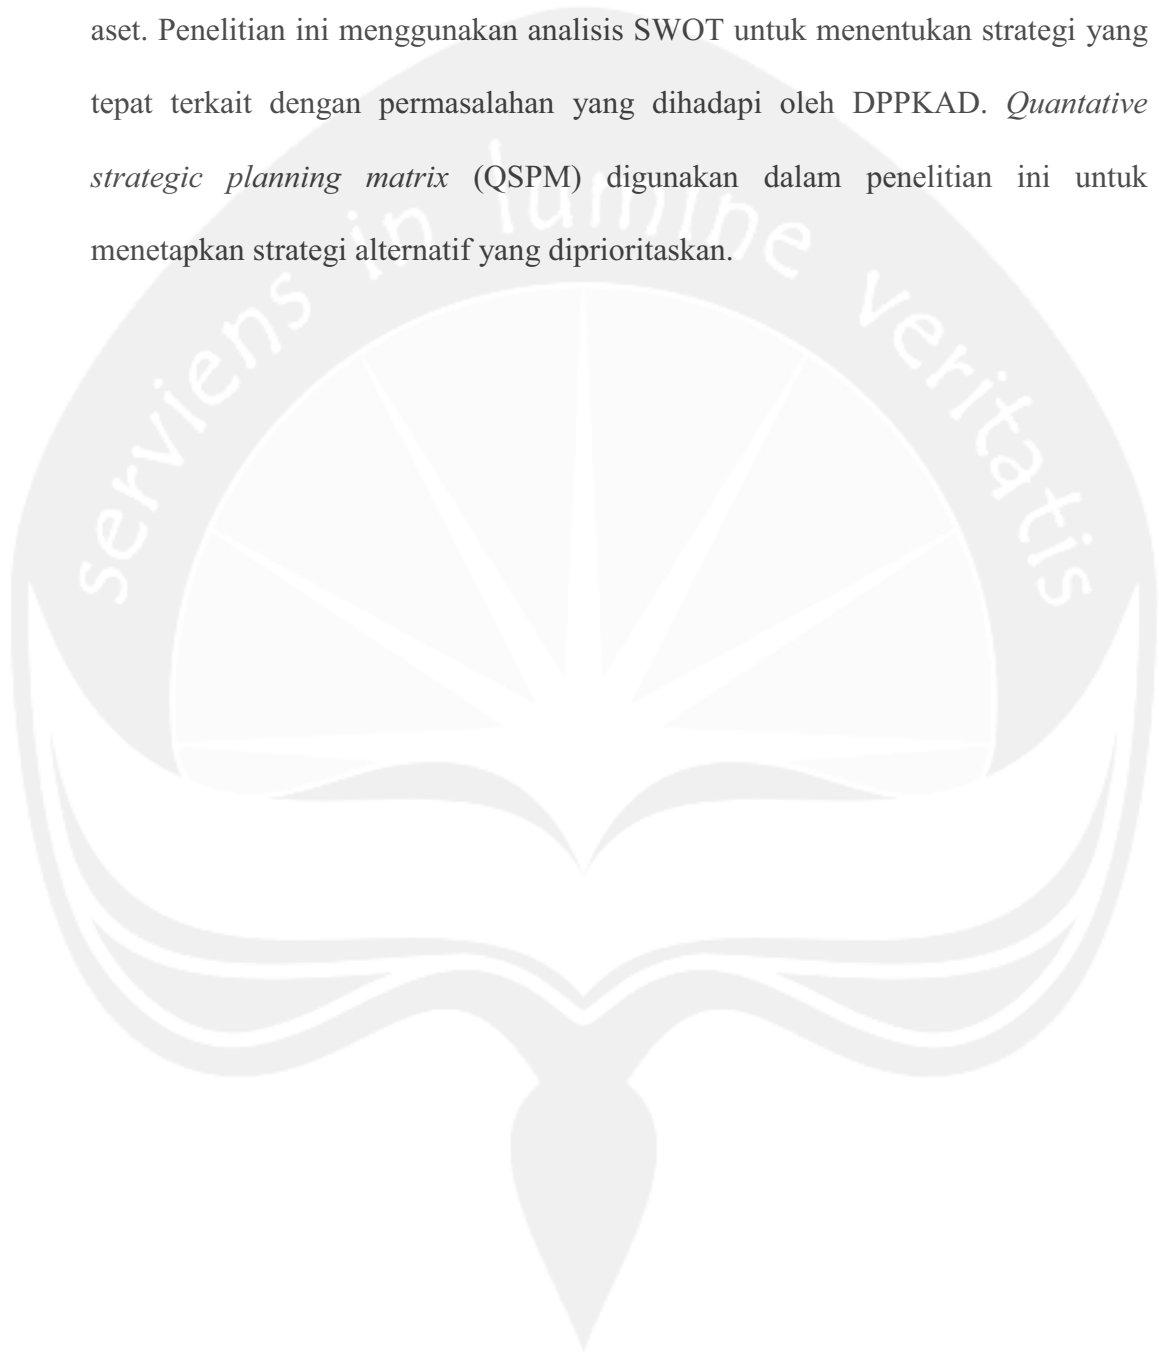 aset. Penelitian ini menggunakan analisis SWOT untuk menentukan strategi yang
tepat terkait dengan permasalahan yang dihadapi oleh DPPKAD. Quantative
strategic planning matrix (QSPM) digunakan dalam penelitian ini untuk
menetapkan strategi alternatif yang diprioritaskan.
serviens in lumine veritatis